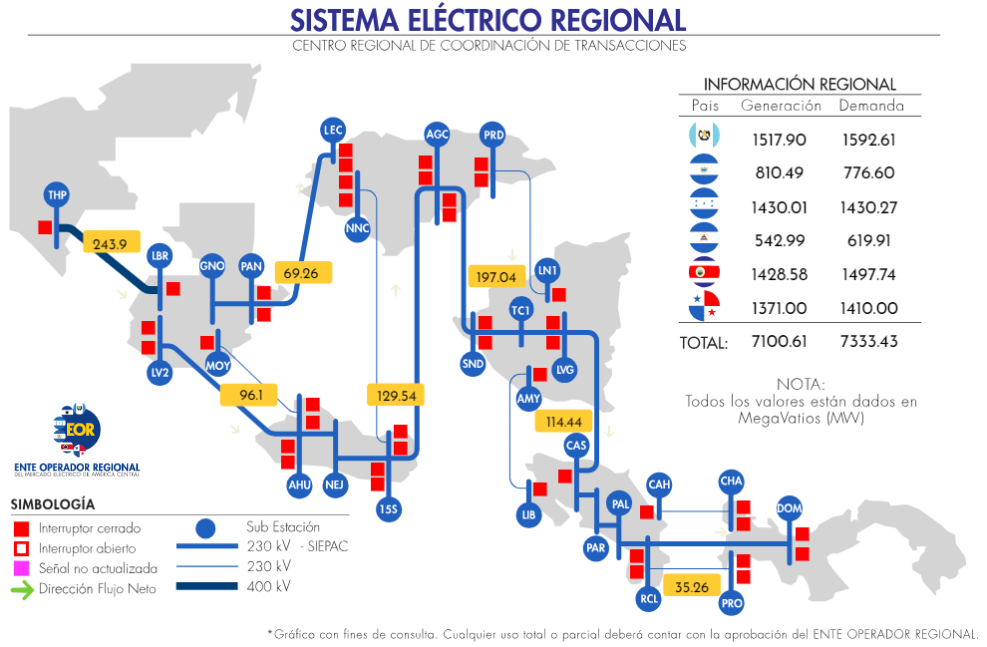 SISTEMA ELÉCTRICO REGIONAL
CENTRO REGIONAL DE COORDINACIÓN DE TRANSACCIONES
INFORMACIÓN REGIONAL
Pais Generación Demanda
1517.90 1592.61
810.49 776.60
1430.01 1430.27
542.99 619.91
1428.58 1497.74
1371.00 1410.00
TOTAL: 7100.61 7333.43
NOTA:
Todos los valores están dados en
MegaVatios (MW)
LEC
AGC
PRD
THP
NNC
243.9
LBR
GNO
PAN
69.26
197.04
LN1
TC1
LV2
MOY
SND
LVG
96.1
129.54
AMY
114.44
CAS
AHU
NEJ
15S
LIB
PAR
PAL
CAH
CHA
DOM
RCL
35.26
PRO
EOR
ENTE OPERADOR REGIONAL
DEL MERCADO ELÉCTRICO DE AMÉRICA CENTRAL
SIMBOLOGÍA
Interruptor cerrado
Interruptor abierto
Señal no actualizada
Dirección Flujo Neto
Sub Estación
230 kV - SIEPAC
230 kV
400 kV
*Gráfico con fines de consulta. Cualquier uso total o parcial deberá contar con la aprobación del ENTE OPERADOR REGIONAL.